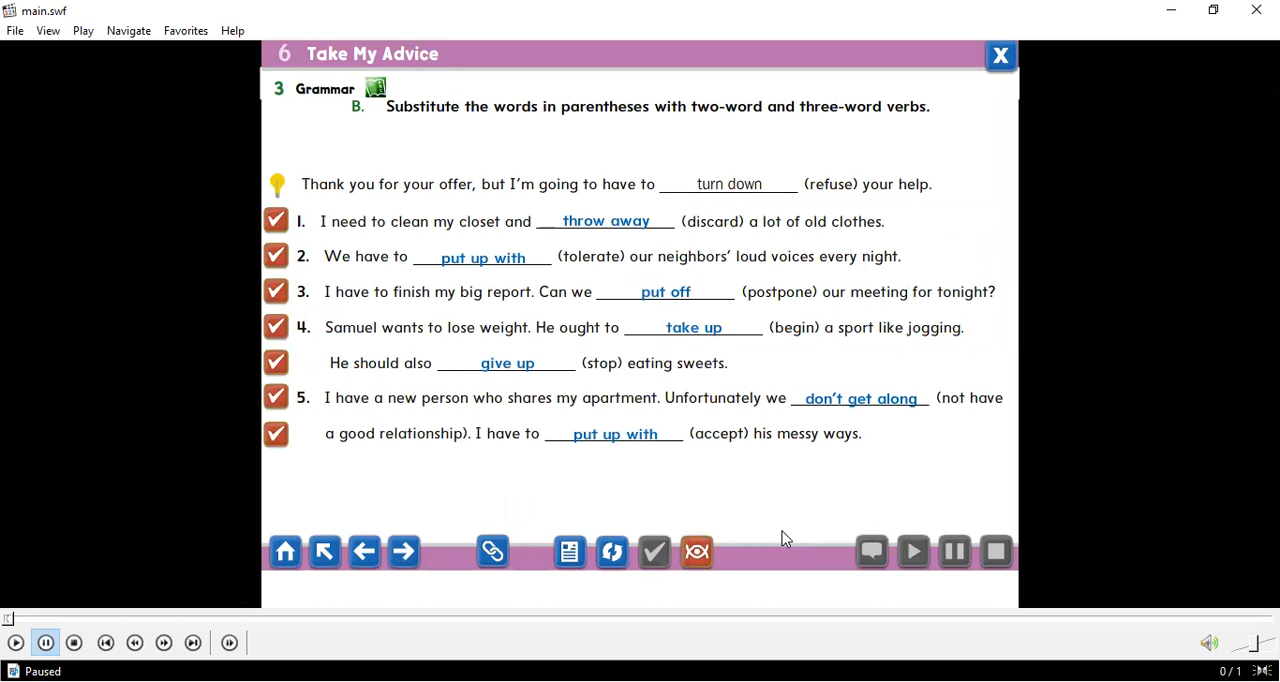 main.swf
File View Play Navigate Favorites Help
6 Take My Advice
X
3 Grammar
B. Substitute the words in parentheses with two-word and three-word verbs.
Thank you for your offer, but I'm going to have to turn down (refuse) your help.
1. I need to clean my closet and throw away (discard) a lot of old clothes.
2. We have to put up with (tolerate) our neighbors' loud voices every night.
3. I have to finish my big report. Can we put off (postpone) our meeting for tonight?
4. Samuel wants to lose weight. He ought to take up (begin) a sport like jogging.
He should also give up (stop) eating sweets.
5. I have a new person who shares my apartment. Unfortunately we don't get along (not have
a good relationship). I have to put up with (accept) his messy ways.
Paused
0 / 1